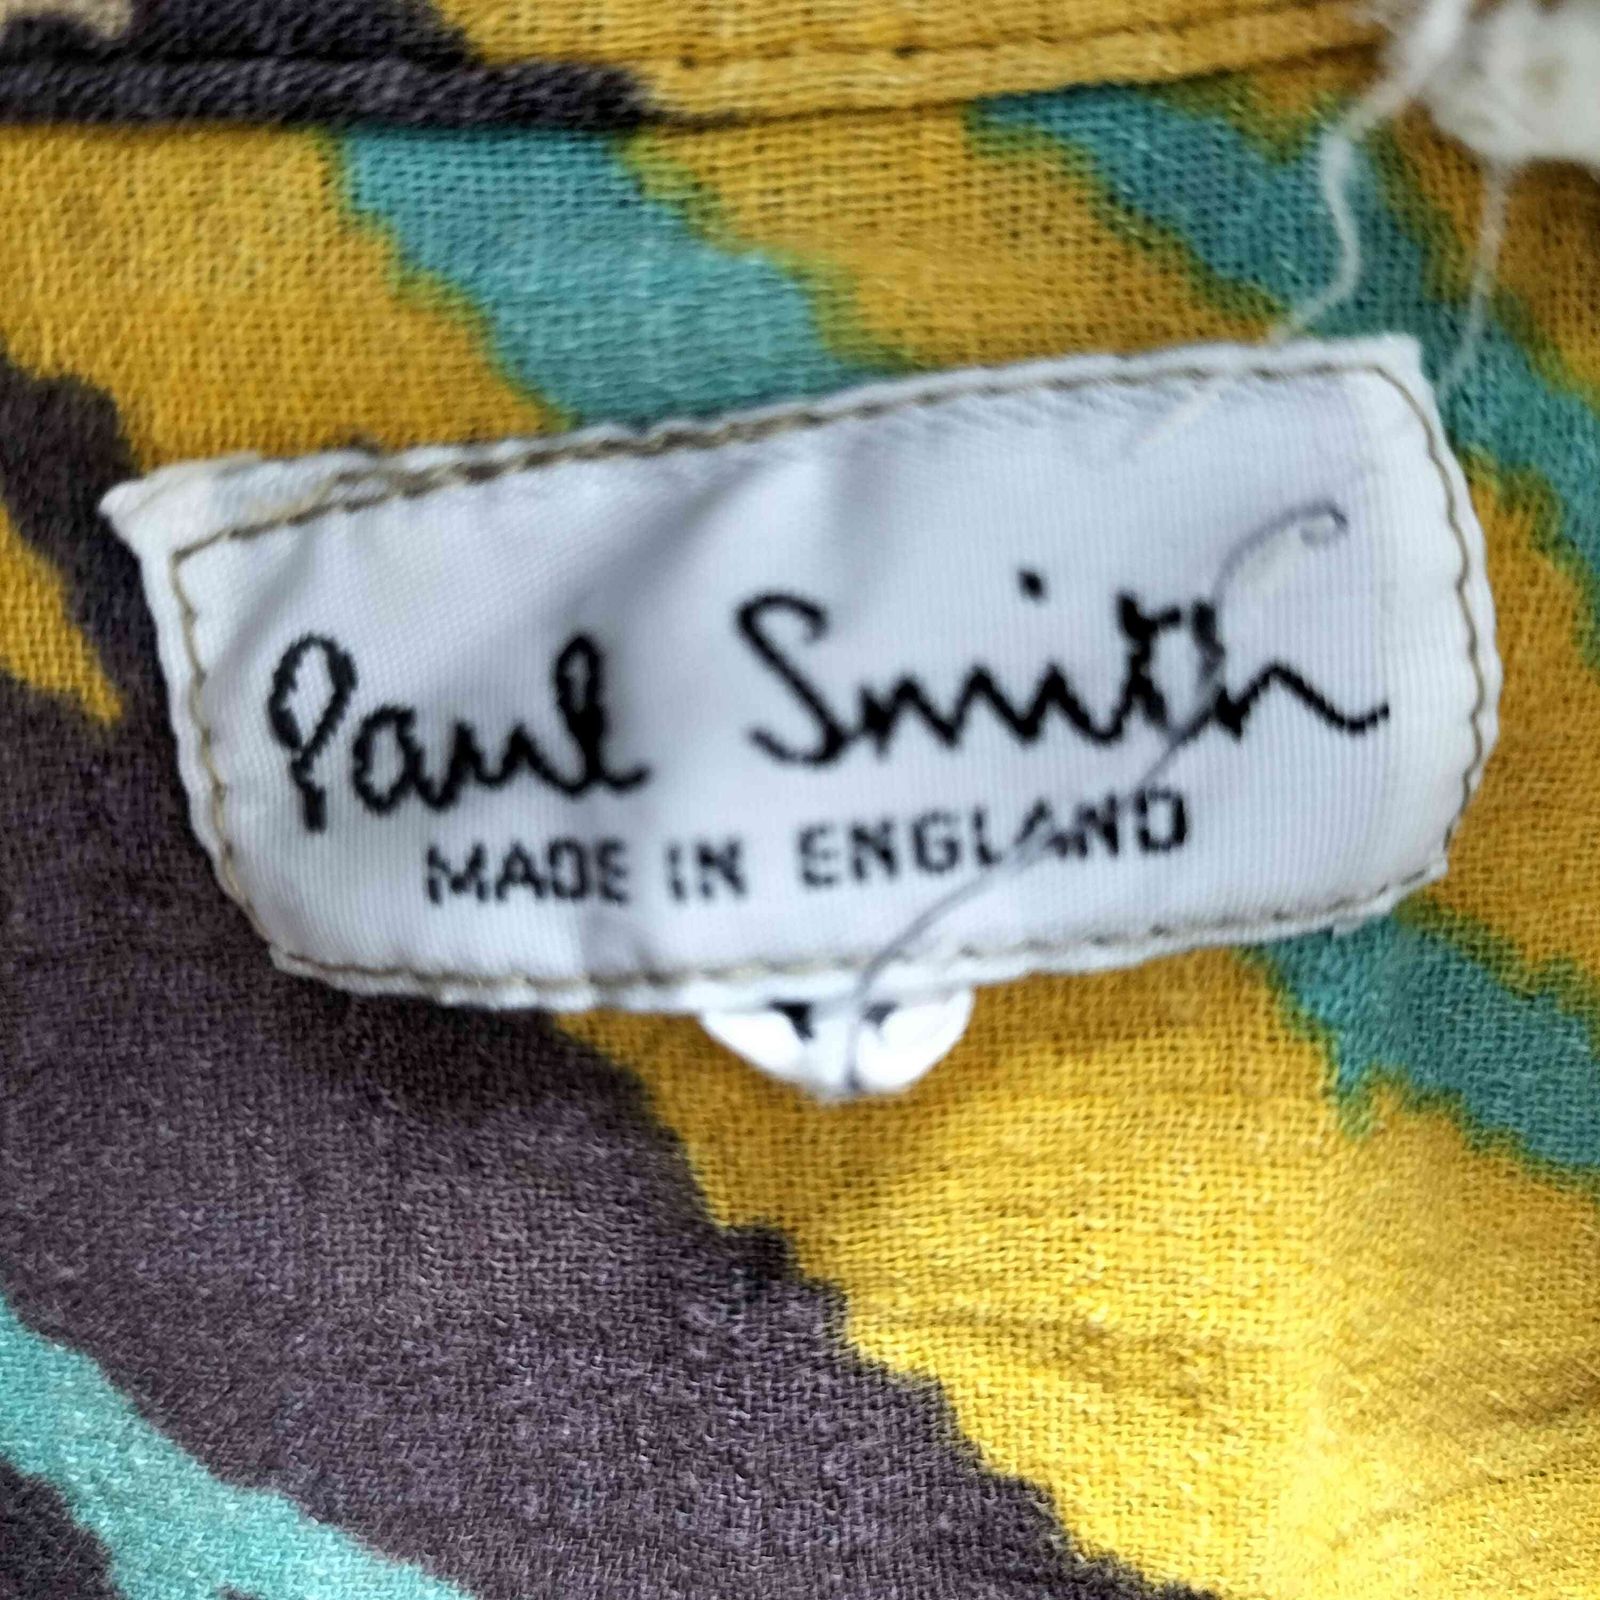 Paul Smith
MADE IN ENGLAND